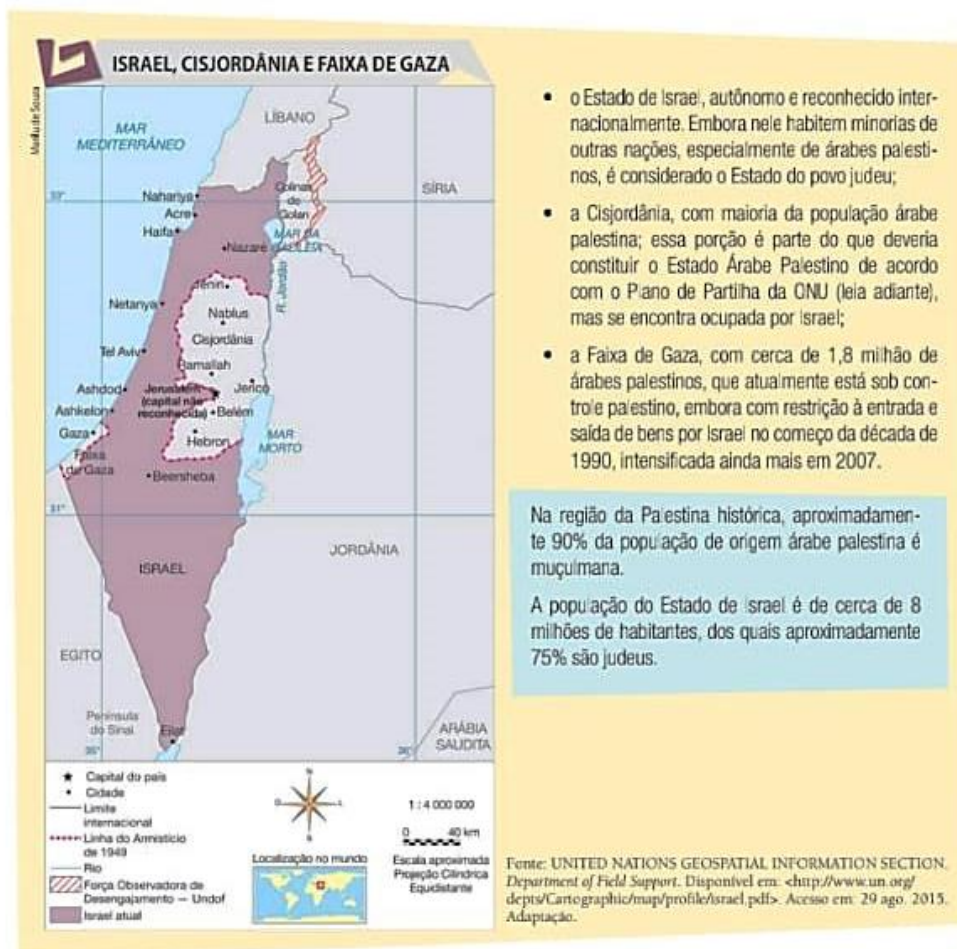 ISRAEL, CISJORDÂNIA E FAIXA DE GAZA
Marilu de Souza
MAR
MEDITERRÂNEO
LÍBANO
SÍRIA
Colinas
de
Golan
33°
Nahariya
Acre
Haifa
Nazaré
MAR DA
GALILEIA
R. Jordão
Jenin
Netanya
Nablus
Cisjordânia
Tel Aviv
Ramallah
Jericó
Ashdod
Jerusalém
(capital não
reconhecida)
Ashkelon
Belém
Gaza
Hebron
MAR
MORTO
Faixa
de Gaza
Beersheba
31°
JORDÂNIA
ISRAEL
EGITO
Península
do Sinai
Eilat
ARÁBIA
SAUDITA
35°
Capital do país
Cidade
Limite
internacional
Linha do Armistício
de 1949
Rio
Força Observadora de
Desengajamento — Undof
Israel atual
N
O
L
S
Localização no mundo
1 : 4 000 000
0 40 km
Escala aproximada
Projeção Cilíndrica
Equidistante
• o Estado de Israel, autônomo e reconhecido inter-
nacionalmente. Embora nele habitem minorias de
outras nações, especialmente de árabes palesti-
nos, é considerado o Estado do povo judeu;
• a Cisjordânia, com maioria da população árabe
palestina; essa porção é parte do que deveria
constituir o Estado Árabe Palestino de acordo
com o Plano de Partilha da ONU (leia adiante),
mas se encontra ocupada por Israel;
• a Faixa de Gaza, com cerca de 1,8 milhão de
árabes palestinos, que atualmente está sob con-
trole palestino, embora com restrição à entrada e
saída de bens por Israel no começo da década de
1990, intensificada ainda mais em 2007.
Na região da Palestina histórica, aproximadamen-
te 90% da população de origem árabe palestina é
muçulmana.
A população do Estado de Israel é de cerca de 8
milhões de habitantes, dos quais aproximadamente
75% são judeus.
Fonte: UNITED NATIONS GEOSPATIAL INFORMATION SECTION.
Department of Field Support. Disponível em: <http://www.un.org/
depts/Cartographic/map/profile/israel.pdf>. Acesso em: 29 ago. 2015.
Adaptação.